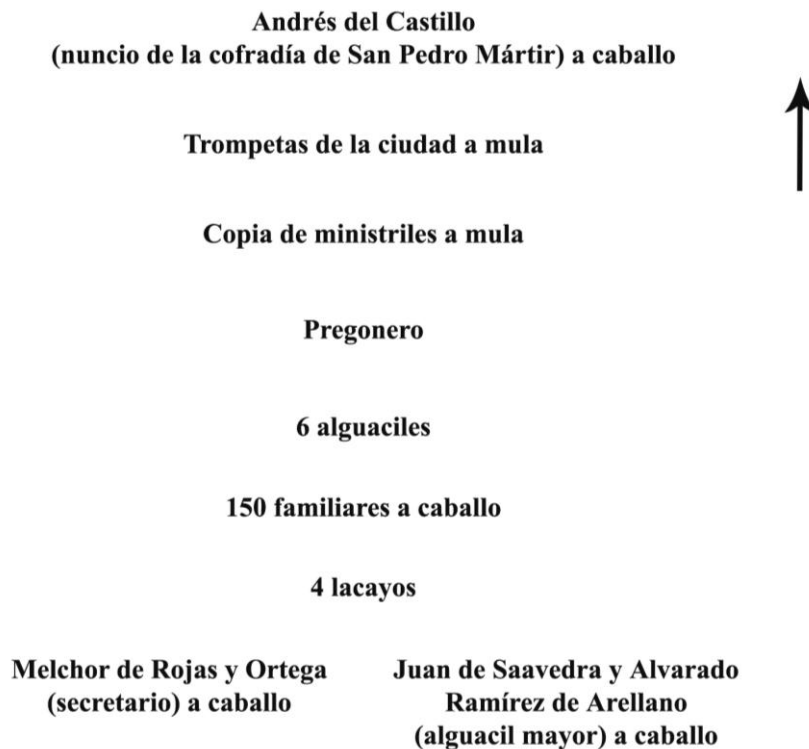 Andrés del Castillo
(nuncio de la cofradía de San Pedro Mártir) a caballo
Trompetas de la ciudad a mula
Copia de ministriles a mula
Pregonero
6 alguaciles
150 familiares a caballo
4 lacayos
Melchor de Rojas y Ortega
(secretario) a caballo
Juan de Saavedra y Alvarado
Ramírez de Arellano
(alguacil mayor) a caballo